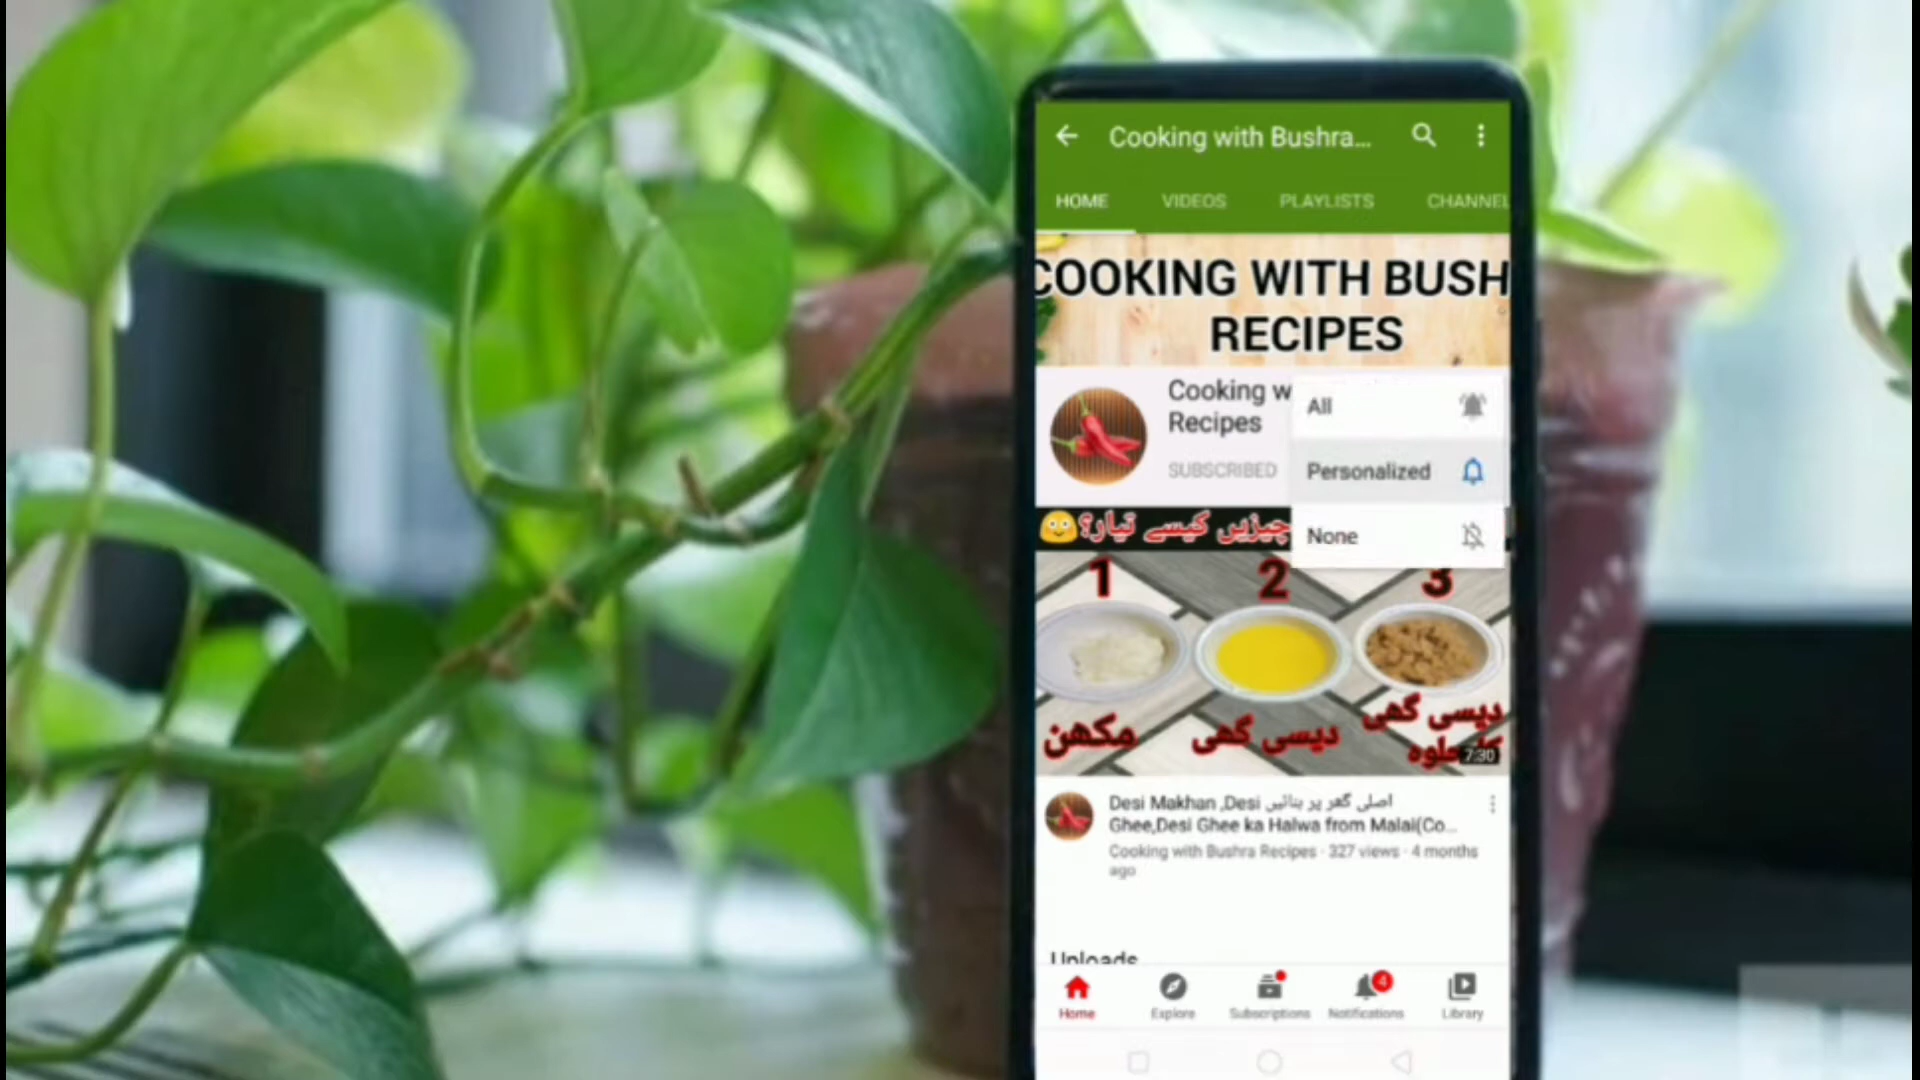 Cooking with Bushra...
HOME VIDEOS PLAYLISTS CHANNEL
COOKING WITH BUSH
RECIPES
Cooking w
Recipes
SUBSCRIBED
All
Personalized
None
چیزیں کیسے تیار؟
1 2 3
مکھن
دیسی گھی
دیسی گھی
7:30
Desi Makhan ,Desi اصلی گھر پر بنائیں
Ghee,Desi Ghee ka Halwa from Malai(Co...
Cooking with Bushra Recipes · 327 views · 4 months
ago
Uploads
4
Home Explore Subscriptions Notifications Library